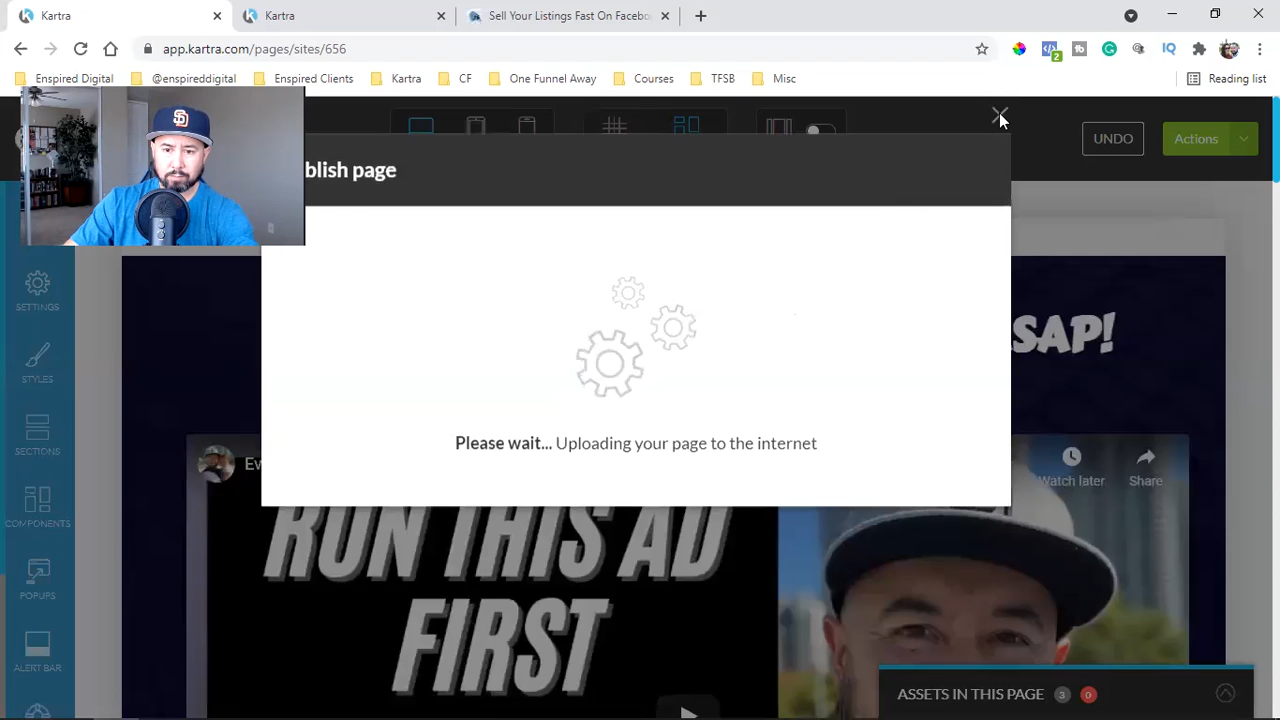 Kartra
Kartra
Sell Your Listings Fast On Facebo
app.kartra.com/pages/sites/656
2
IQ
Enspired Digital
@enspireddigital
Enspired Clients
Kartra
CF
One Funnel Away
Courses
TFSB
Misc
Reading list
UNDO
Actions
blish page
SETTINGS
STYLES
SECTIONS
COMPONENTS
POPUPS
ALERT BAR
SAP!
Please wait... Uploading your page to the internet
Ev
Watch later
Share
RUN THIS AD
FIRST
ASSETS IN THIS PAGE 3 0